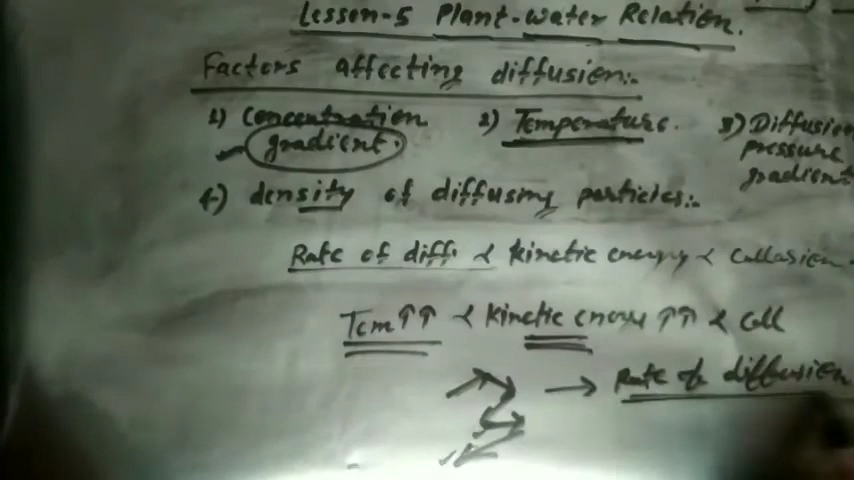 Lesson-5 Plant-water Relation.
Factors affecting diffusion:-
1) Concentration gradient. 2) Temperature. 3) Diffusion pressure gradient
4) density of diffusing particles:-
Rate of diff. ∝ kinetic energy ∝ Collasion.
Tem↑↑ ∝ kinetic energy ↑↑ ∝ Coll
→ Rate of diffusion